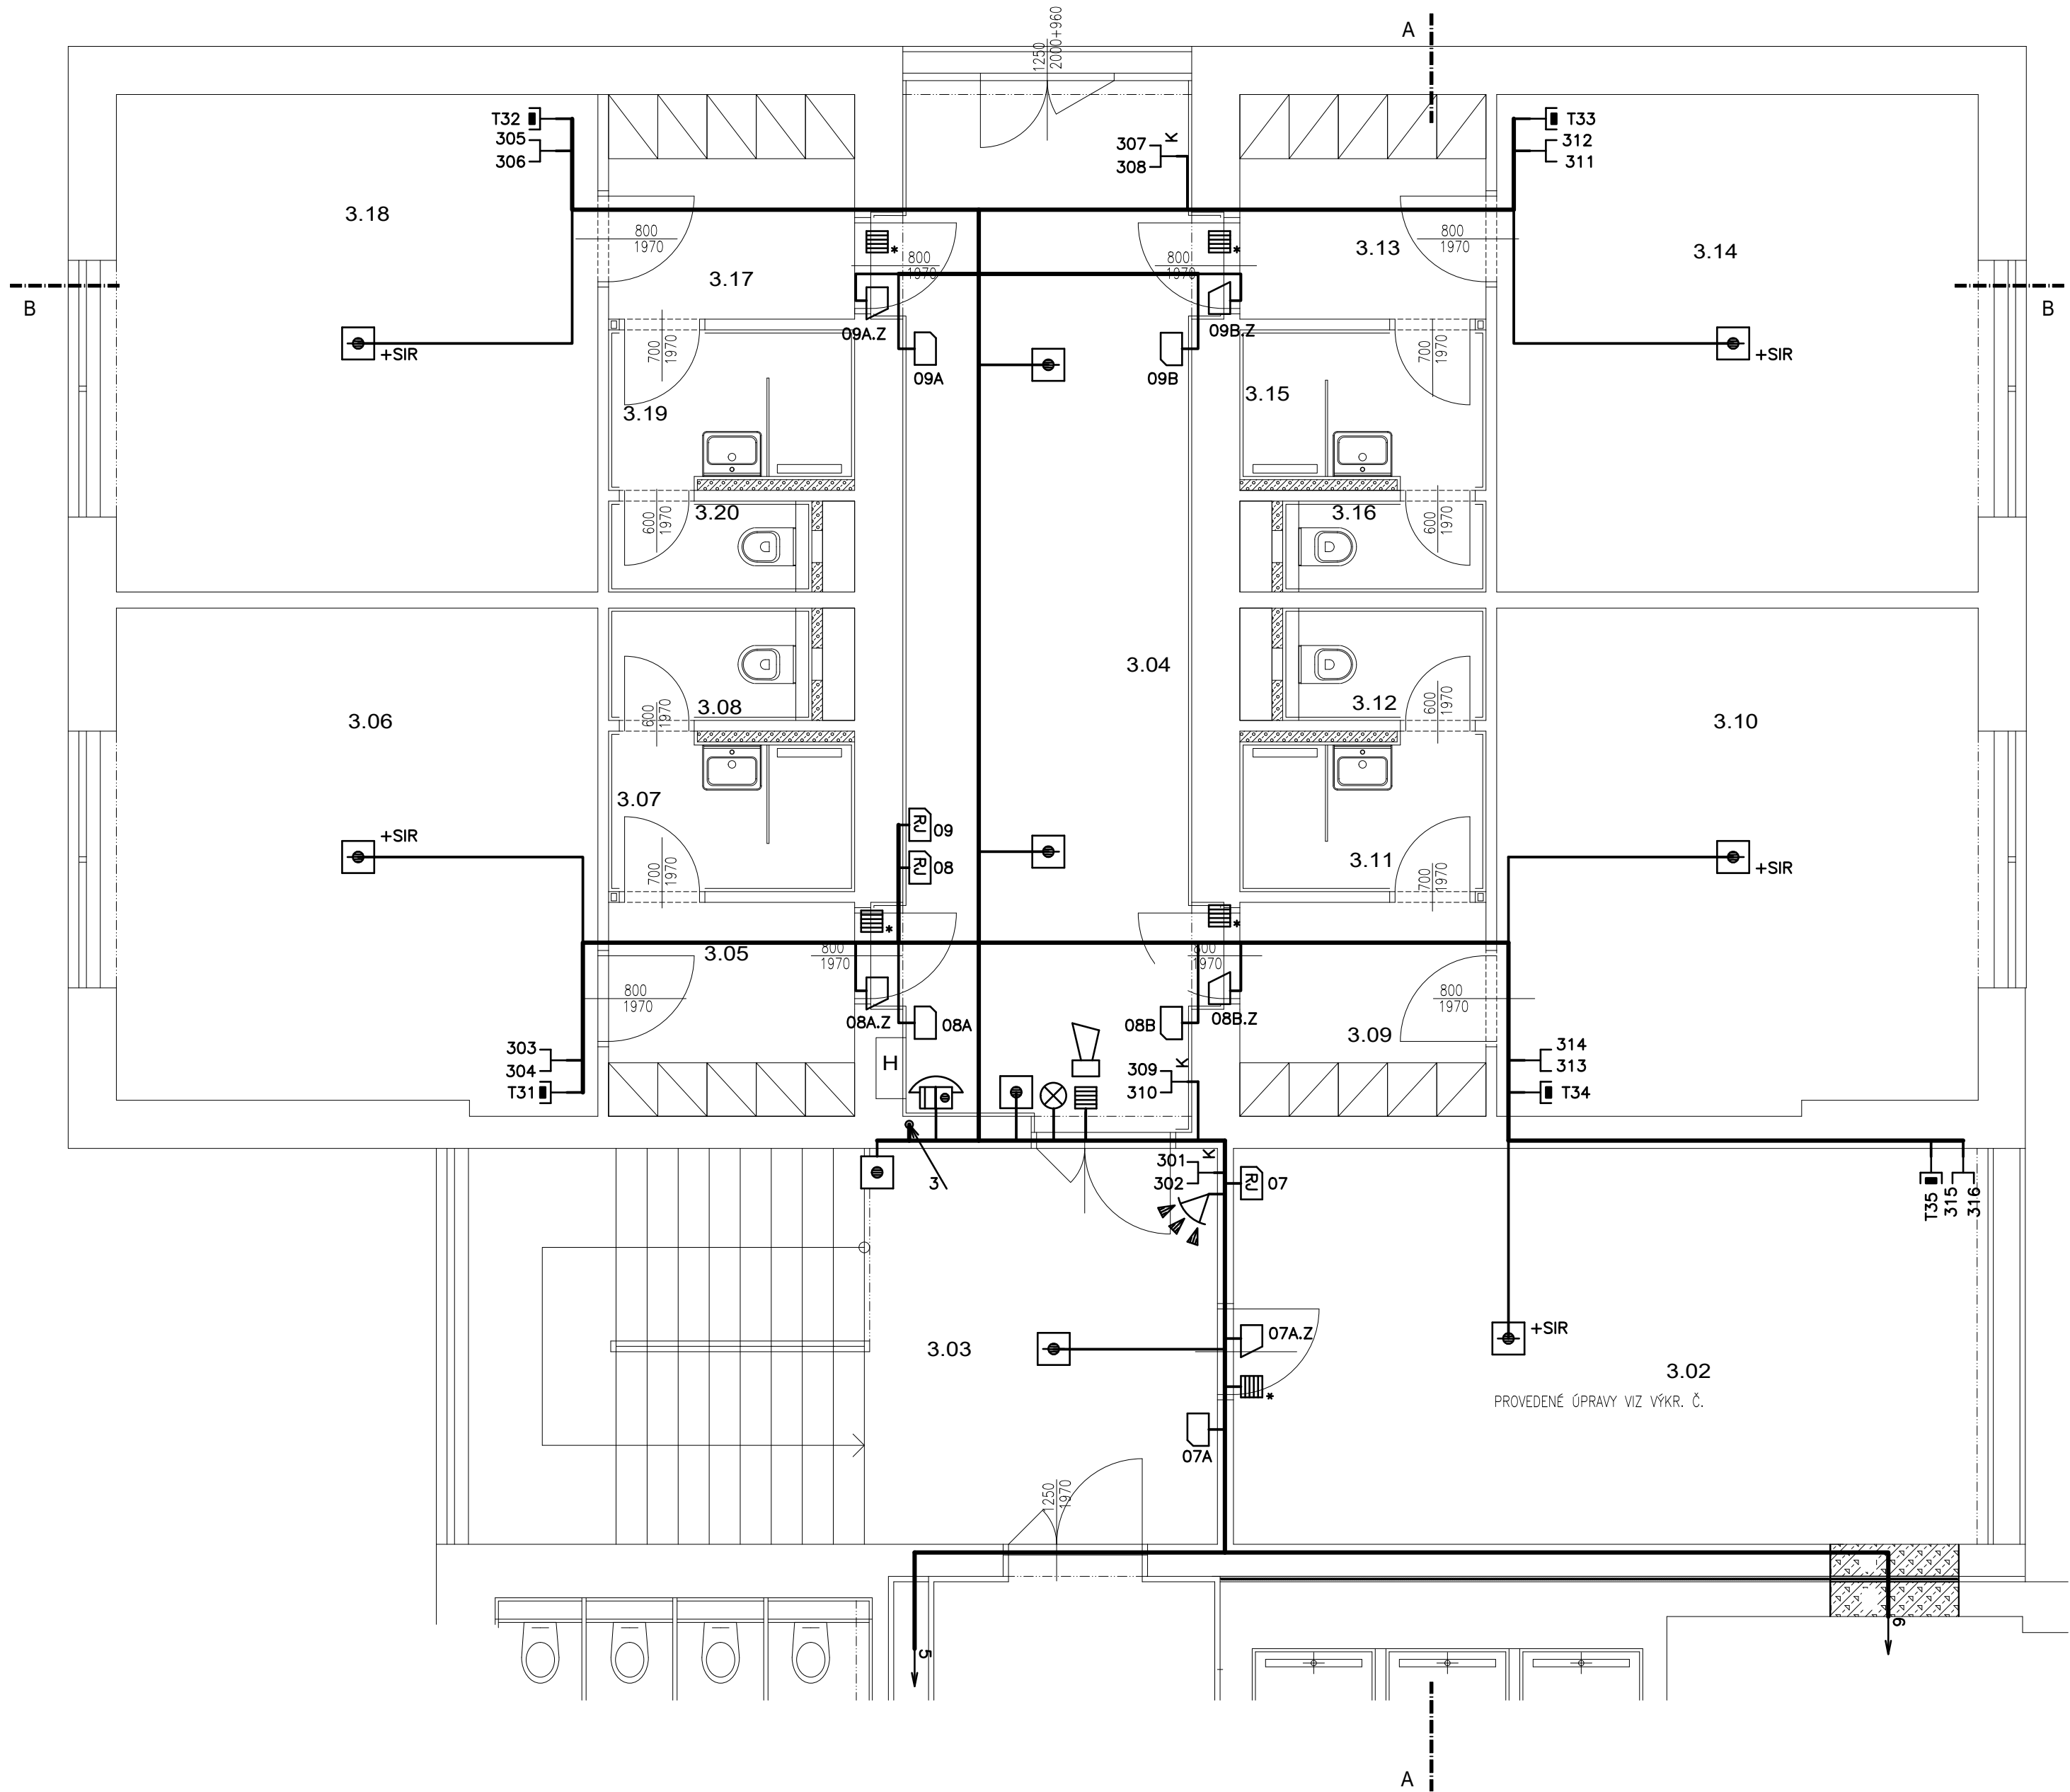 A
1250
2000+960
T32
305
306
307
308
K
T33
312
311
3.18
800
1970
3.17
*
800
1970
800
1970
*
3.13
800
1970
3.14
B
B
09A.Z
09A
09B.Z
09B
+SIR
+SIR
700
1970
700
1970
3.19
3.15
3.20
600
1970
3.16
600
1970
3.06
600
1970
3.08
3.04
3.12
600
1970
3.10
3.07
700
1970
3.11
700
1970
+SIR
+SIR
RJ 09
RJ 08
*
*
3.05
800
1970
800
1970
800
1970
800
1970
08A.Z
08A
08B
08B.Z
3.09
303
304
T31
H
309
310
K
314
313
T34
3
301
302
K
RJ 07
T35
315
316
07A.Z
*
07A
3.03
+SIR
3.02
PROVEDENÉ ÚPRAVY VIZ VÝKR. Č.
1250
1970
5
6
A